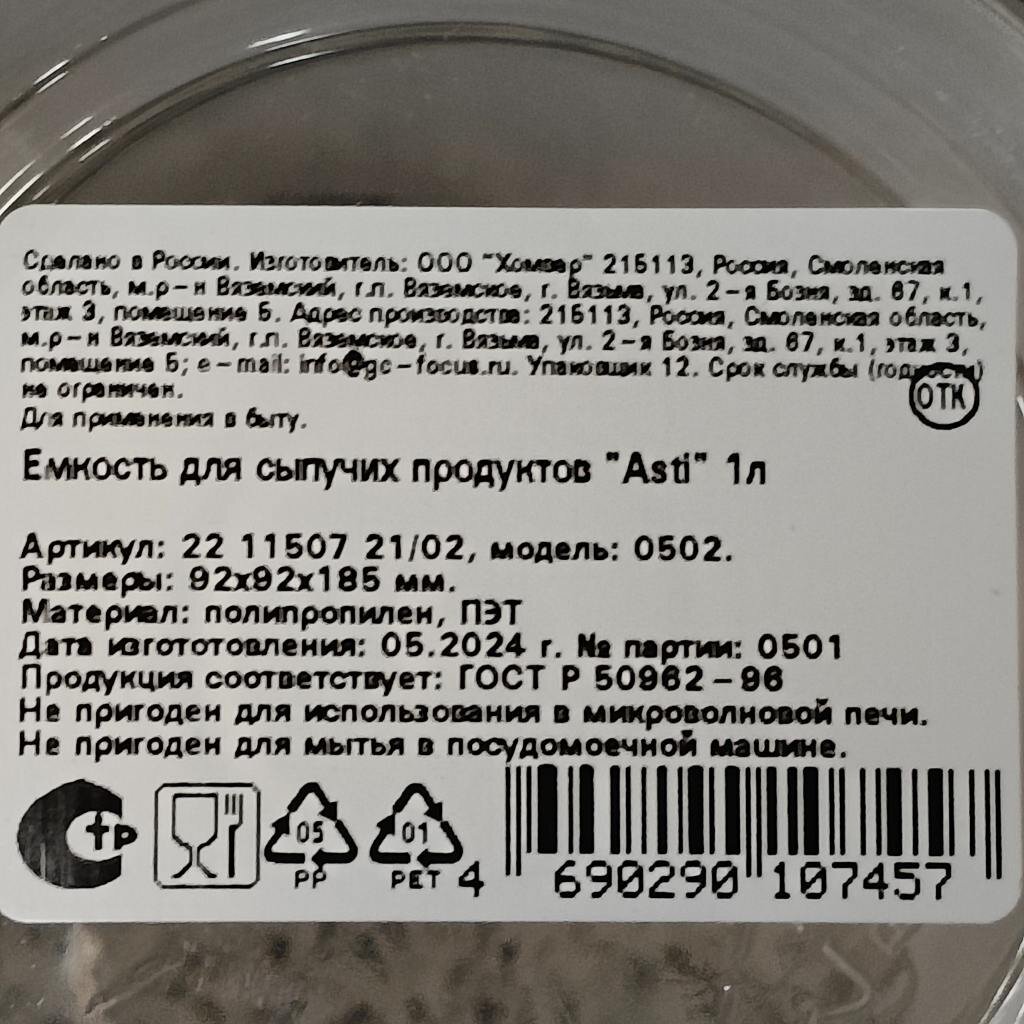 Сделано в России. Изготовитель: ООО "Хомвер" 215113, Россия, Смоленская
область, м.р-н Вяземский, г.п. Вяземское, г. Вязьма, ул. 2-я Бозня, зд. 67, к.1,
этаж 3, помещение 5. Адрес производства: 215113, Россия, Смоленская область,
м.р-н Вяземский, г.п. Вяземское, г. Вязьма, ул. 2-я Бозня, зд. 67, к.1, этаж 3,
помещение 5; e-mail: info@gc-focus.ru. Упаковщик 12. Срок службы (годности)
не ограничен.
ОТК
Для применения в быту.
Емкость для сыпучих продуктов "Asti" 1л
Артикул: 22 11507 21/02, модель: 0502.
Размеры: 92х92х185 мм.
Материал: полипропилен, ПЭТ
Дата изгототовления: 05.2024 г. № партии: 0501
Продукция соответствует: ГОСТ Р 50962-96
Не пригоден для использования в микроволновой печи.
Не пригоден для мытья в посудомоечной машине.
стр
05
PP
01
PET
4 690290 107457